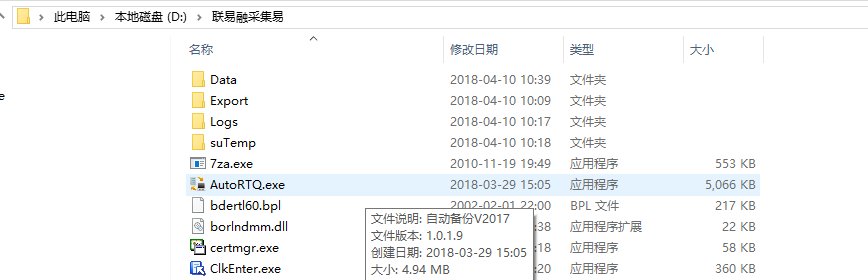 此电脑 › 本地磁盘 (D:) › 联易融采集易
名称 修改日期 类型 大小
Data 2018-04-10 10:39 文件夹
e Export 2018-04-10 10:09 文件夹
Logs 2018-04-10 10:17 文件夹
suTemp 2018-04-10 10:18 文件夹
7za.exe 2010-11-19 19:49 应用程序 553 KB
AutoRTQ.exe 2018-03-29 15:05 应用程序 5,066 KB
bdertl60.bpl 2002-02-01 22:00 BPL 文件 217 KB
文件说明: 自动备份V2017
borlndmm.dll :38 应用程序扩展 22 KB
文件版本: 1.0.1.9
certmgr.exe :18 应用程序 58 KB
创建日期: 2018-03-29 15:05
ClkEnter.exe :20 应用程序 360 KB
大小: 4.94 MB